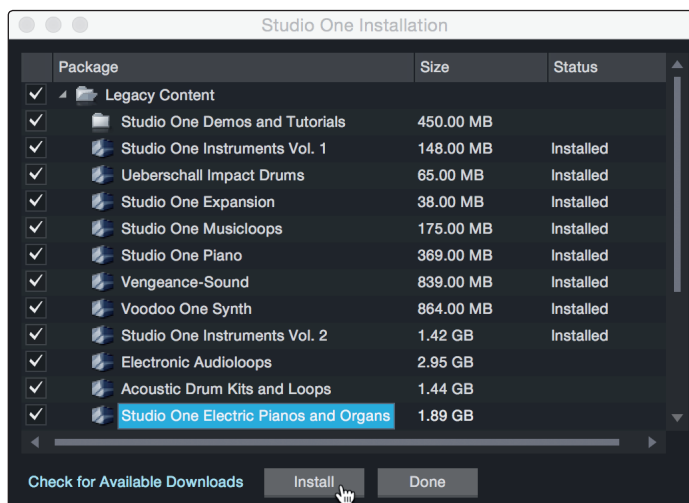 Studio One Installation
Package Size Status
Legacy Content
Studio One Demos and Tutorials 450.00 MB
Studio One Instruments Vol. 1 148.00 MB Installed
Ueberschall Impact Drums 65.00 MB Installed
Studio One Expansion 38.00 MB Installed
Studio One Musicloops 175.00 MB Installed
Studio One Piano 369.00 MB Installed
Vengeance-Sound 839.00 MB Installed
Voodoo One Synth 864.00 MB Installed
Studio One Instruments Vol. 2 1.42 GB Installed
Electronic Audioloops 2.95 GB
Acoustic Drum Kits and Loops 1.44 GB
Studio One Electric Pianos and Organs 1.89 GB
Check for Available Downloads Install Done